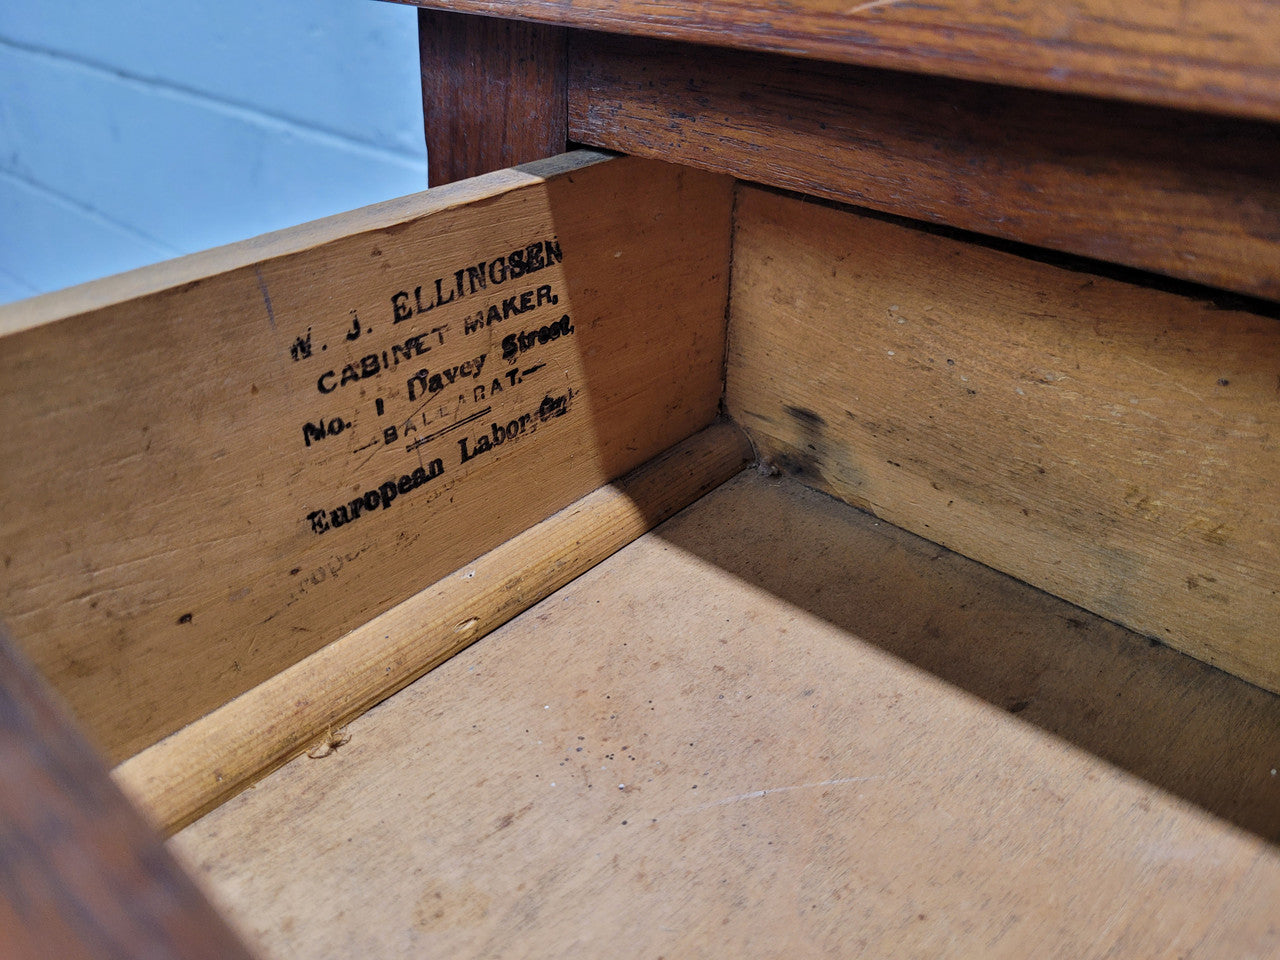 W. J. ELLINGSEN
CABINET MAKER,
No. 1 Davey Street,
—BALLARAT.—
European Labor Only